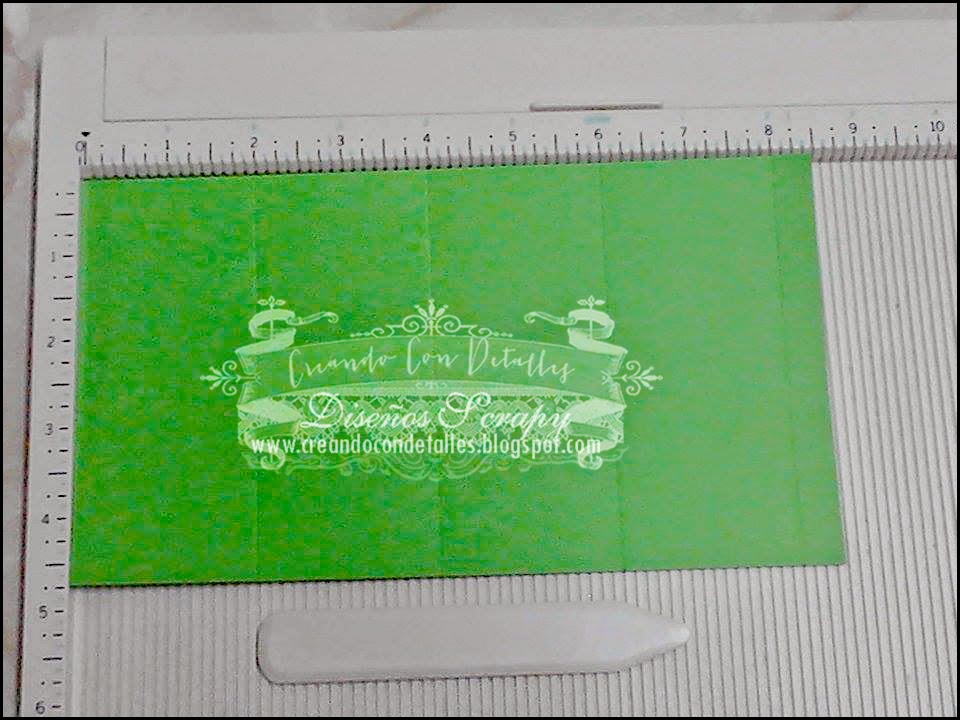 0 1 2 3 4 5 6 7 8 9 10
1
2
3
4
5
6
Creando Con Detalles
Diseños Scrapy
www.creandocondetalles.blogspot.com